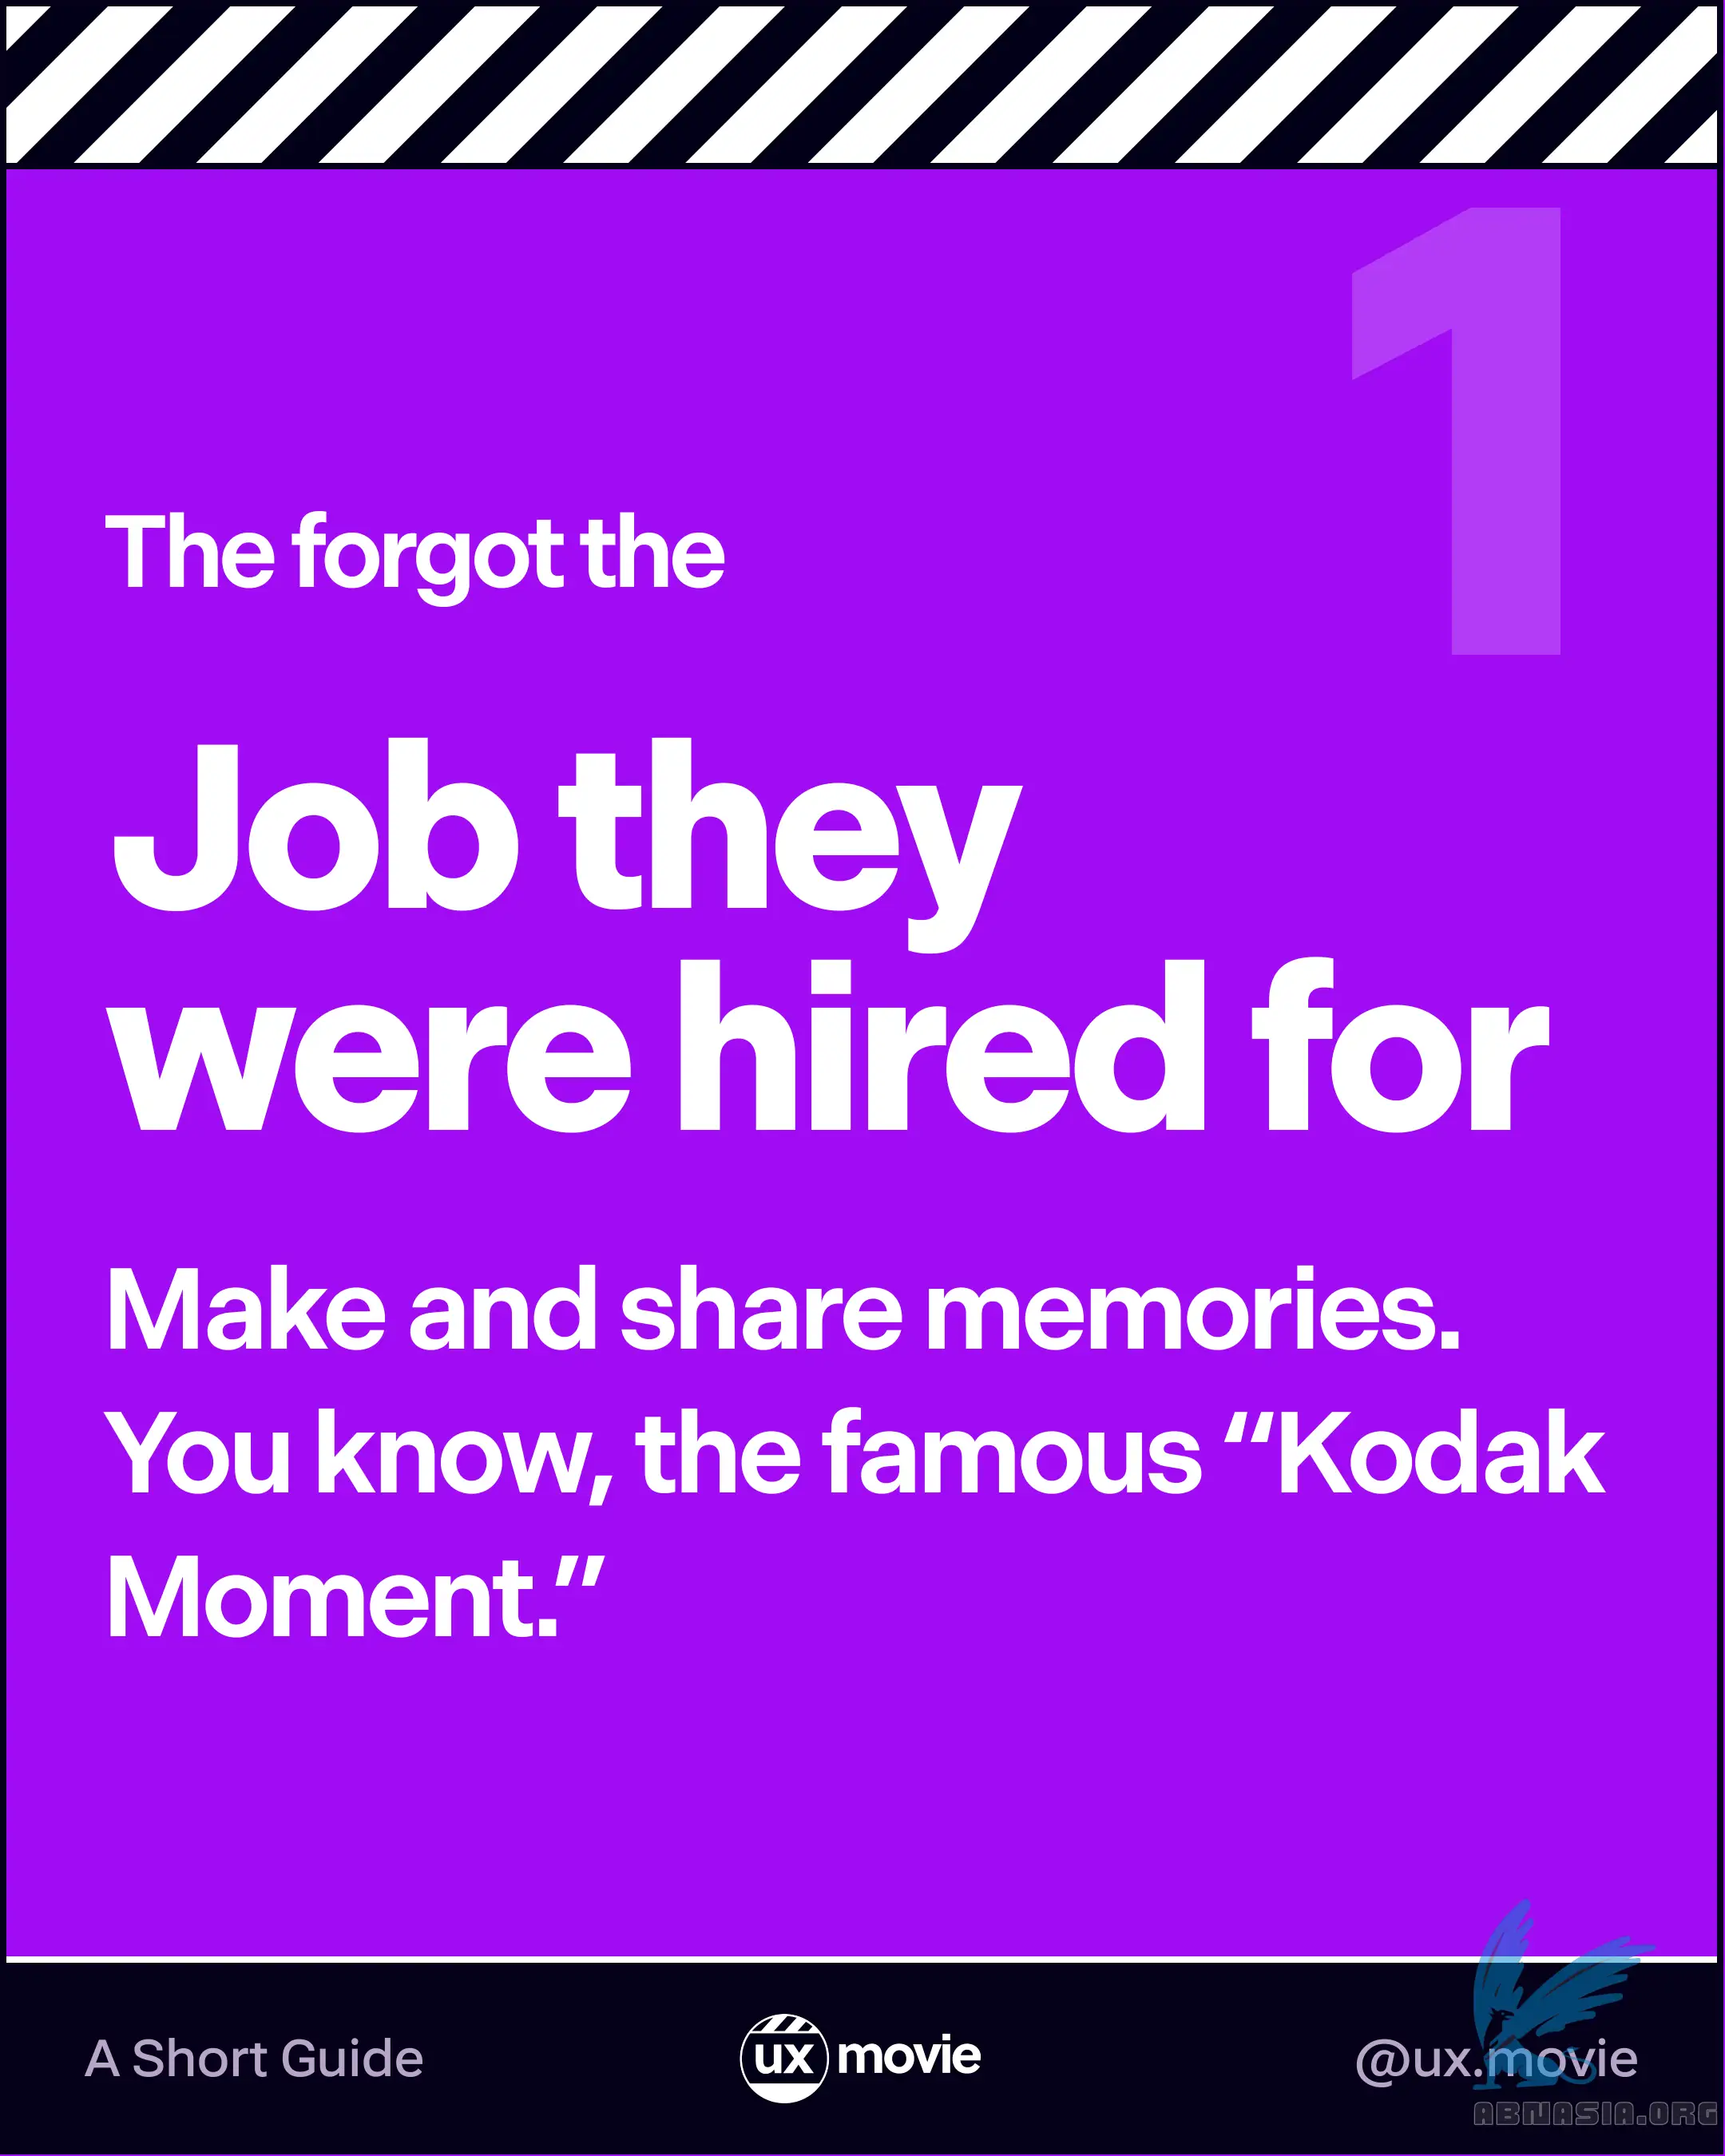 1
The forgot the
Job they
were hired for
Make and share memories.
You know, the famous “Kodak
Moment.”
A Short Guide
ux movie
@ux.movie
ABNASIA.ORG